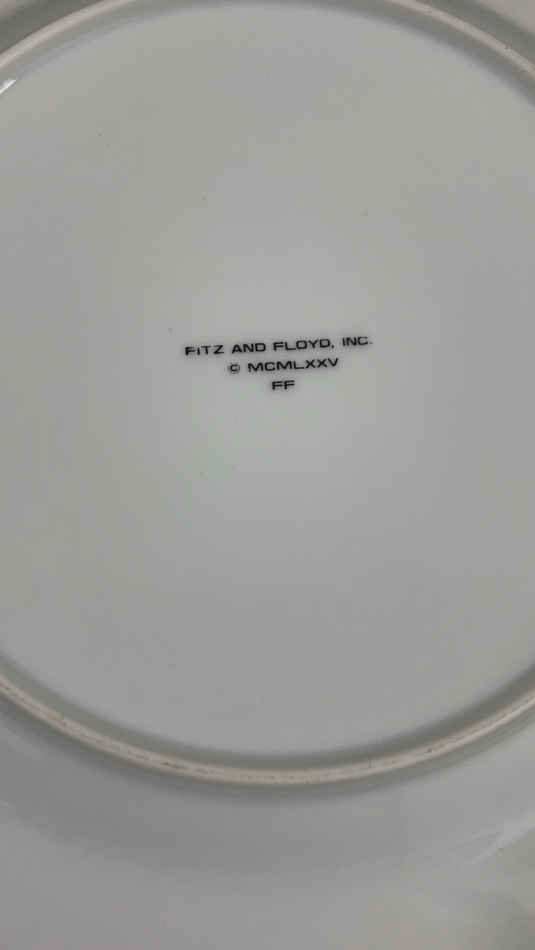 FITZ AND FLOYD, INC.
© MCMLXXV
FF